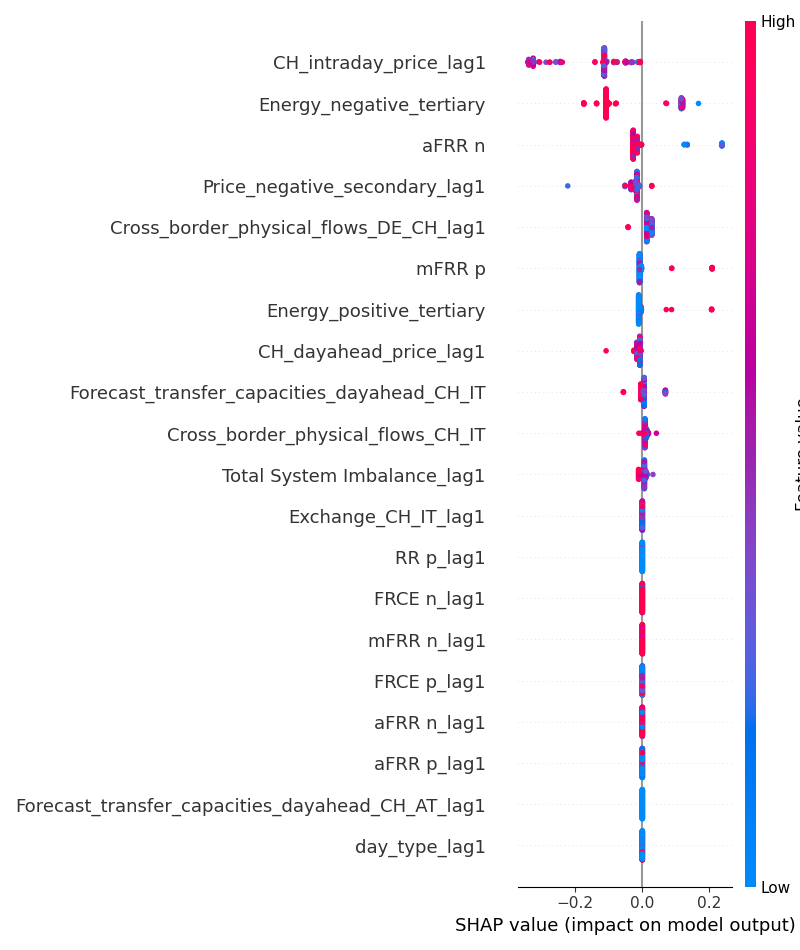 High
CH_intraday_price_lag1
Energy_negative_tertiary
aFRR n
Price_negative_secondary_lag1
Cross_border_physical_flows_DE_CH_lag1
mFRR p
Energy_positive_tertiary
CH_dayahead_price_lag1
Forecast_transfer_capacities_dayahead_CH_IT
Cross_border_physical_flows_CH_IT
Total System Imbalance_lag1
Exchange_CH_IT_lag1
RR p_lag1
FRCE n_lag1
mFRR n_lag1
FRCE p_lag1
aFRR n_lag1
aFRR p_lag1
Forecast_transfer_capacities_dayahead_CH_AT_lag1
day_type_lag1
Low
−0.2 0.0 0.2
SHAP value (impact on model output)